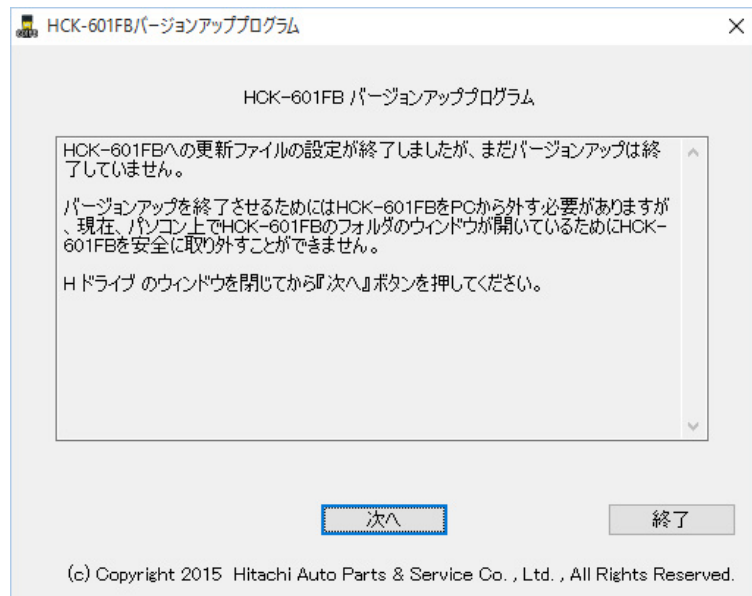 HCK-601FBバージョンアッププログラム
HCK-601FB バージョンアッププログラム
HCK-601FBへの更新ファイルの設定が終了しましたが、まだバージョンアップは終
了していません。
バージョンアップを終了させるためにはHCK-601FBをPCから外す必要がありますが
、現在、パソコン上でHCK-601FBのフォルダのウィンドウが開いているためにHCK-
601FBを安全に取り外すことができません。
H ドライブ のウィンドウを閉じてから『次へ』ボタンを押してください。
次へ
終了
(c) Copyright 2015 Hitachi Auto Parts & Service Co. , Ltd. , All Rights Reserved.